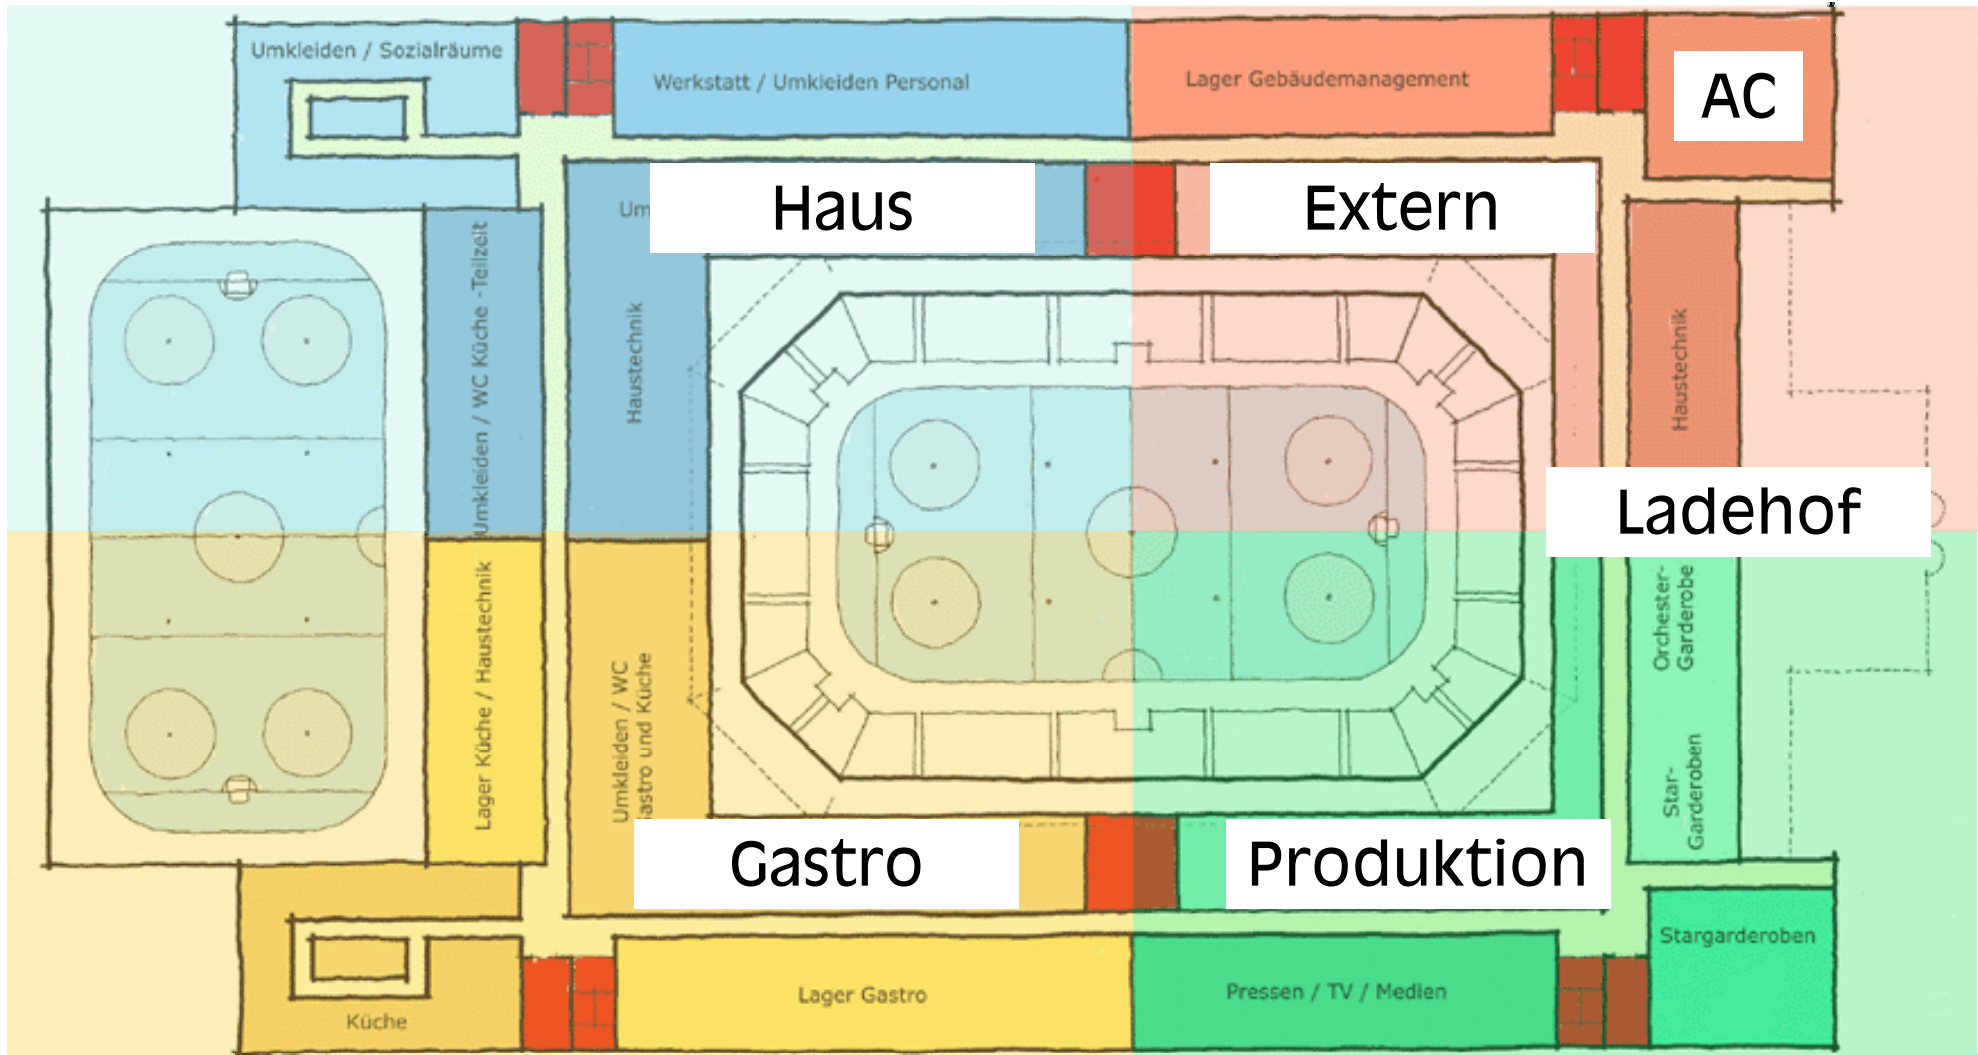 Umkleiden / Sozialräume
Werkstatt / Umkleiden Personal
Lager Gebäudemanagement
AC
Haus
Extern
Umkleiden / WC Küche -Teilzeit
Haustechnik
Haustechnik
Ladehof
Lager Küche / Haustechnik
Umkleiden / WC
Gastro und Küche
Orchester-
Garderobe
Star-
Garderoben
Gastro
Produktion
Küche
Lager Gastro
Pressen / TV / Medien
Stargarderoben